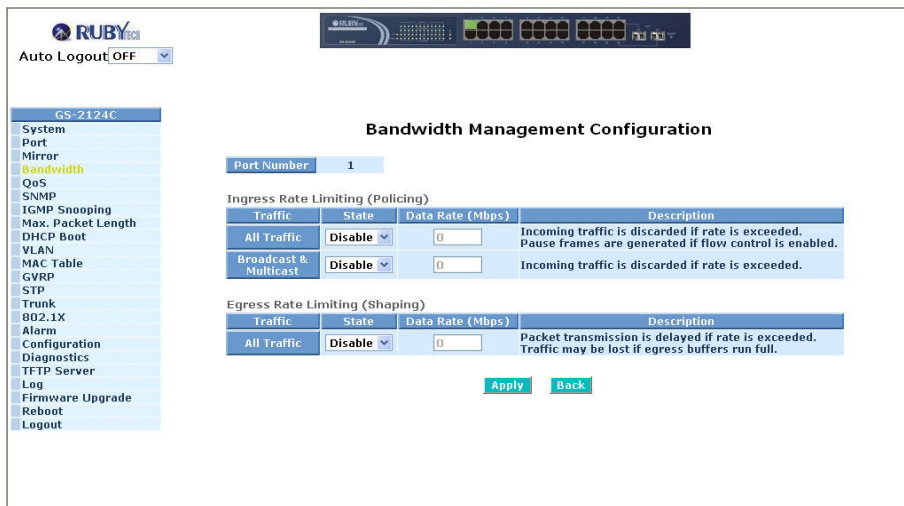 RUBYTECH
Auto Logout OFF
GS-2124C
System
Port
Mirror
Bandwidth
QoS
SNMP
IGMP Snooping
Max. Packet Length
DHCP Boot
VLAN
MAC Table
GVRP
STP
Trunk
802.1X
Alarm
Configuration
Diagnostics
TFTP Server
Log
Firmware Upgrade
Reboot
Logout
RUBY
Bandwidth Management Configuration
Port Number 1
Ingress Rate Limiting (Policing)
Traffic State Data Rate (Mbps) Description
All Traffic Disable 0 Incoming traffic is discarded if rate is exceeded.
Pause frames are generated if flow control is enabled.
Broadcast &
Multicast Disable 0 Incoming traffic is discarded if rate is exceeded.
Egress Rate Limiting (Shaping)
Traffic State Data Rate (Mbps) Description
All Traffic Disable 0 Packet transmission is delayed if rate is exceeded.
Traffic may be lost if egress buffers run full.
Apply Back